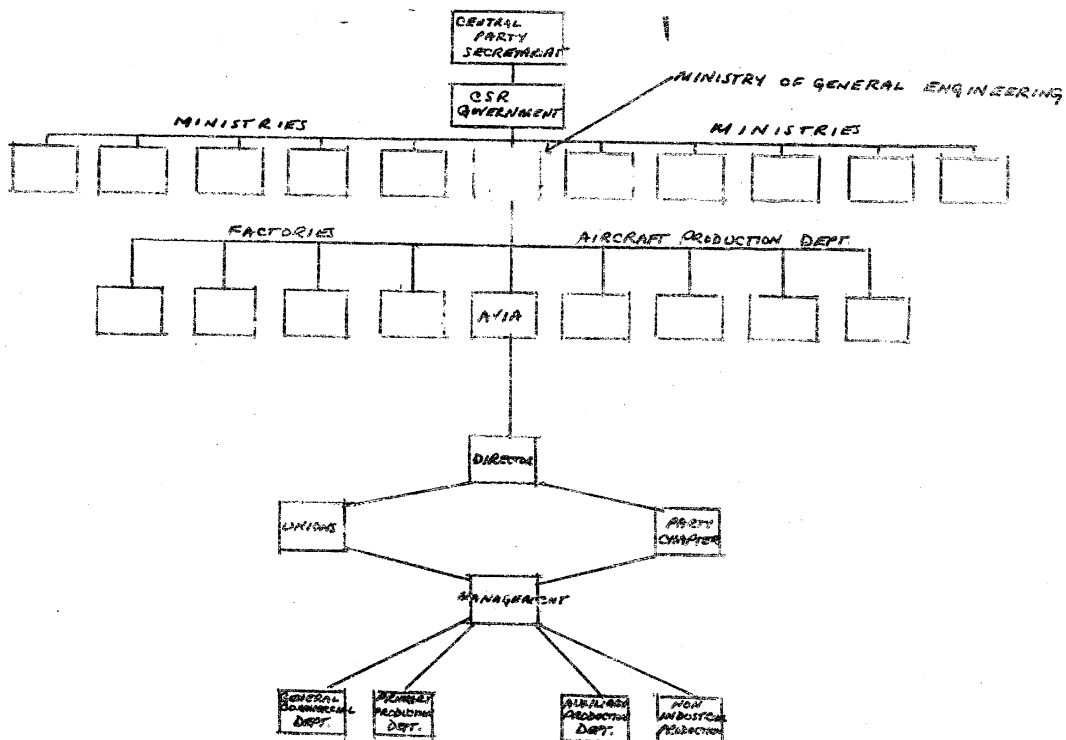 CENTRAL
PARTY
SECRETARIAT
MINISTRY OF GENERAL ENGINEERING
CSR
GOVERNMENT
MINISTRIES
MINISTRIES
FACTORIES
AIRCRAFT PRODUCTION DEPT.
AVIA
DIRECTOR
UNIONS
PARTY
CHAPTER
MANAGEMENT
GENERAL
COMMERCIAL
DEPT.
PRIMARY
PRODUCTION
DEPT.
AUXILIARY
PRODUCTION
DEPT.
NON
INDUSTRIAL
PRODUCTION